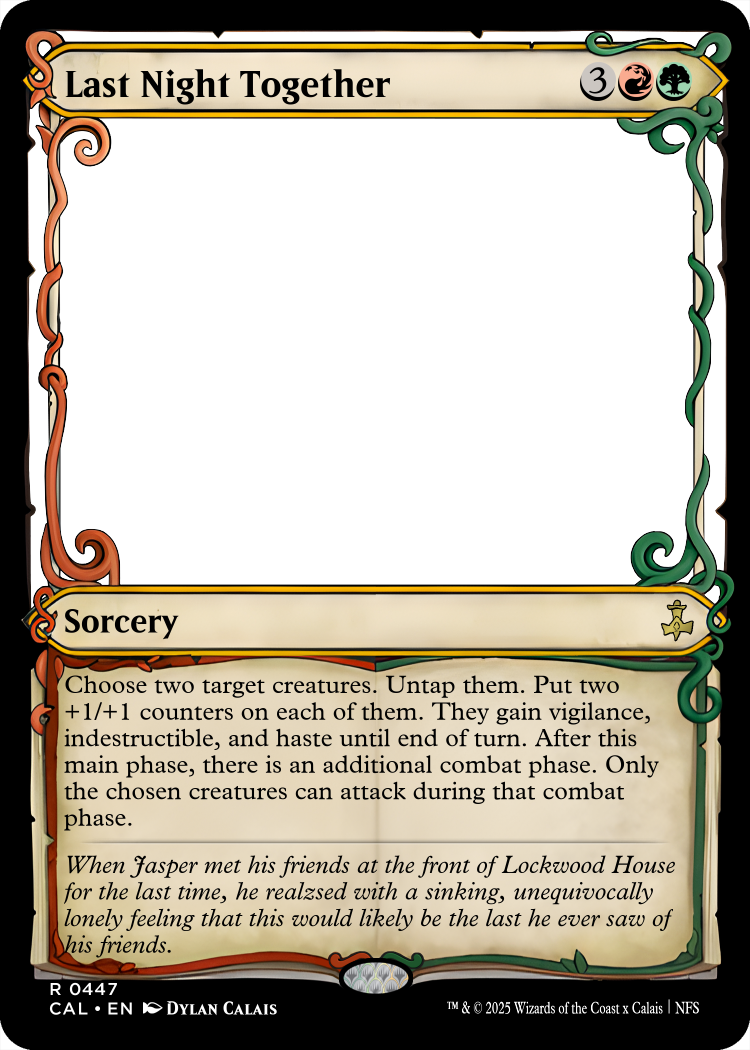 Last Night Together 3
Sorcery
Choose two target creatures. Untap them. Put two
+1/+1 counters on each of them. They gain vigilance,
indestructible, and haste until end of turn. After this
main phase, there is an additional combat phase. Only
the chosen creatures can attack during that combat
phase.
When Jasper met his friends at the front of Lockwood House
for the last time, he realzsed with a sinking, unequivocally
lonely feeling that this would likely be the last he ever saw of
his friends.
R 0447
CAL • EN Dylan Calais ™ & © 2025 Wizards of the Coast x Calais | NFS